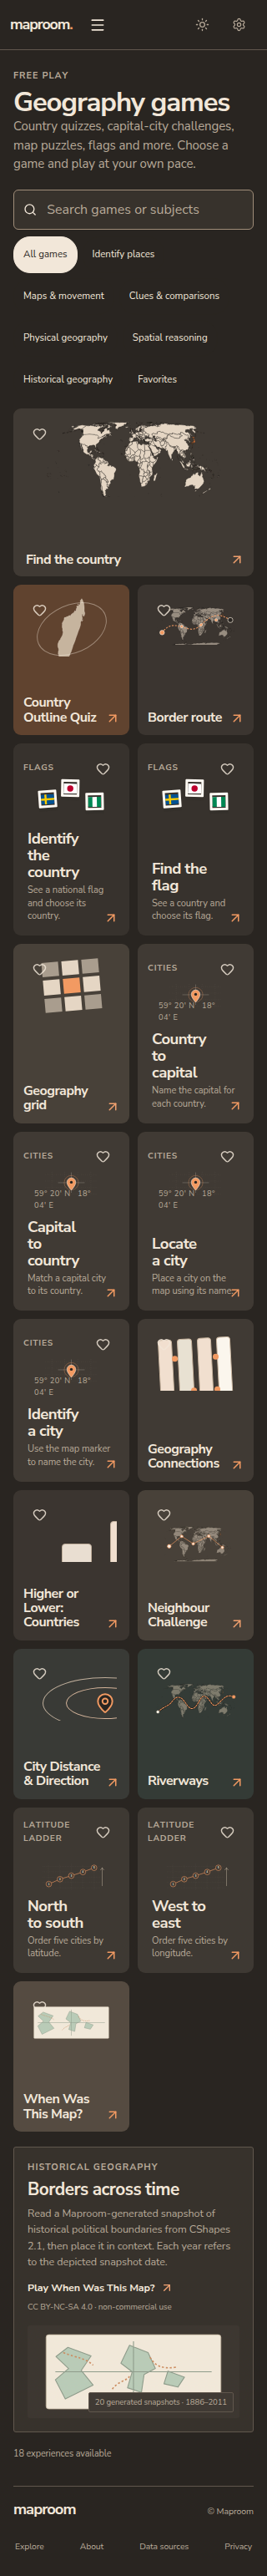 maproom.
FREE PLAY
Geography games
Country quizzes, capital-city challenges,
map puzzles, flags and more. Choose a
game and play at your own pace.
Search games or subjects
All games
Identify places
Maps & movement
Clues & comparisons
Physical geography
Spatial reasoning
Historical geography
Favorites
Find the country
Country
Outline Quiz
Border route
FLAGS
Identify
the
country
See a national flag
and choose its
country.
FLAGS
Find the
flag
See a country and
choose its flag.
Geography
grid
CITIES
59° 20' N 18°
04' E
Country
to
capital
Name the capital for
each country.
CITIES
59° 20' N 18°
04' E
Capital
to
country
Match a capital city
to its country.
CITIES
59° 20' N 18°
04' E
Locate
a city
Place a city on the
map using its name.
CITIES
59° 20' N 18°
04' E
Identify
a city
Use the map marker
to name the city.
Geography
Connections
Higher or
Lower:
Countries
Neighbour
Challenge
City Distance
& Direction
Riverways
LATITUDE
LADDER
North
to south
Order five cities by
latitude.
LATITUDE
LADDER
West to
east
Order five cities by
longitude.
When Was
This Map?
HISTORICAL GEOGRAPHY
Borders across time
Read a Maproom-generated snapshot of
historical political boundaries from CShapes
2.1, then place it in context. Each year refers
to the depicted snapshot date.
Play When Was This Map?
CC BY-NC-SA 4.0 · non-commercial use
20 generated snapshots · 1886–2011
18 experiences available
maproom
© Maproom
Explore
About
Data sources
Privacy